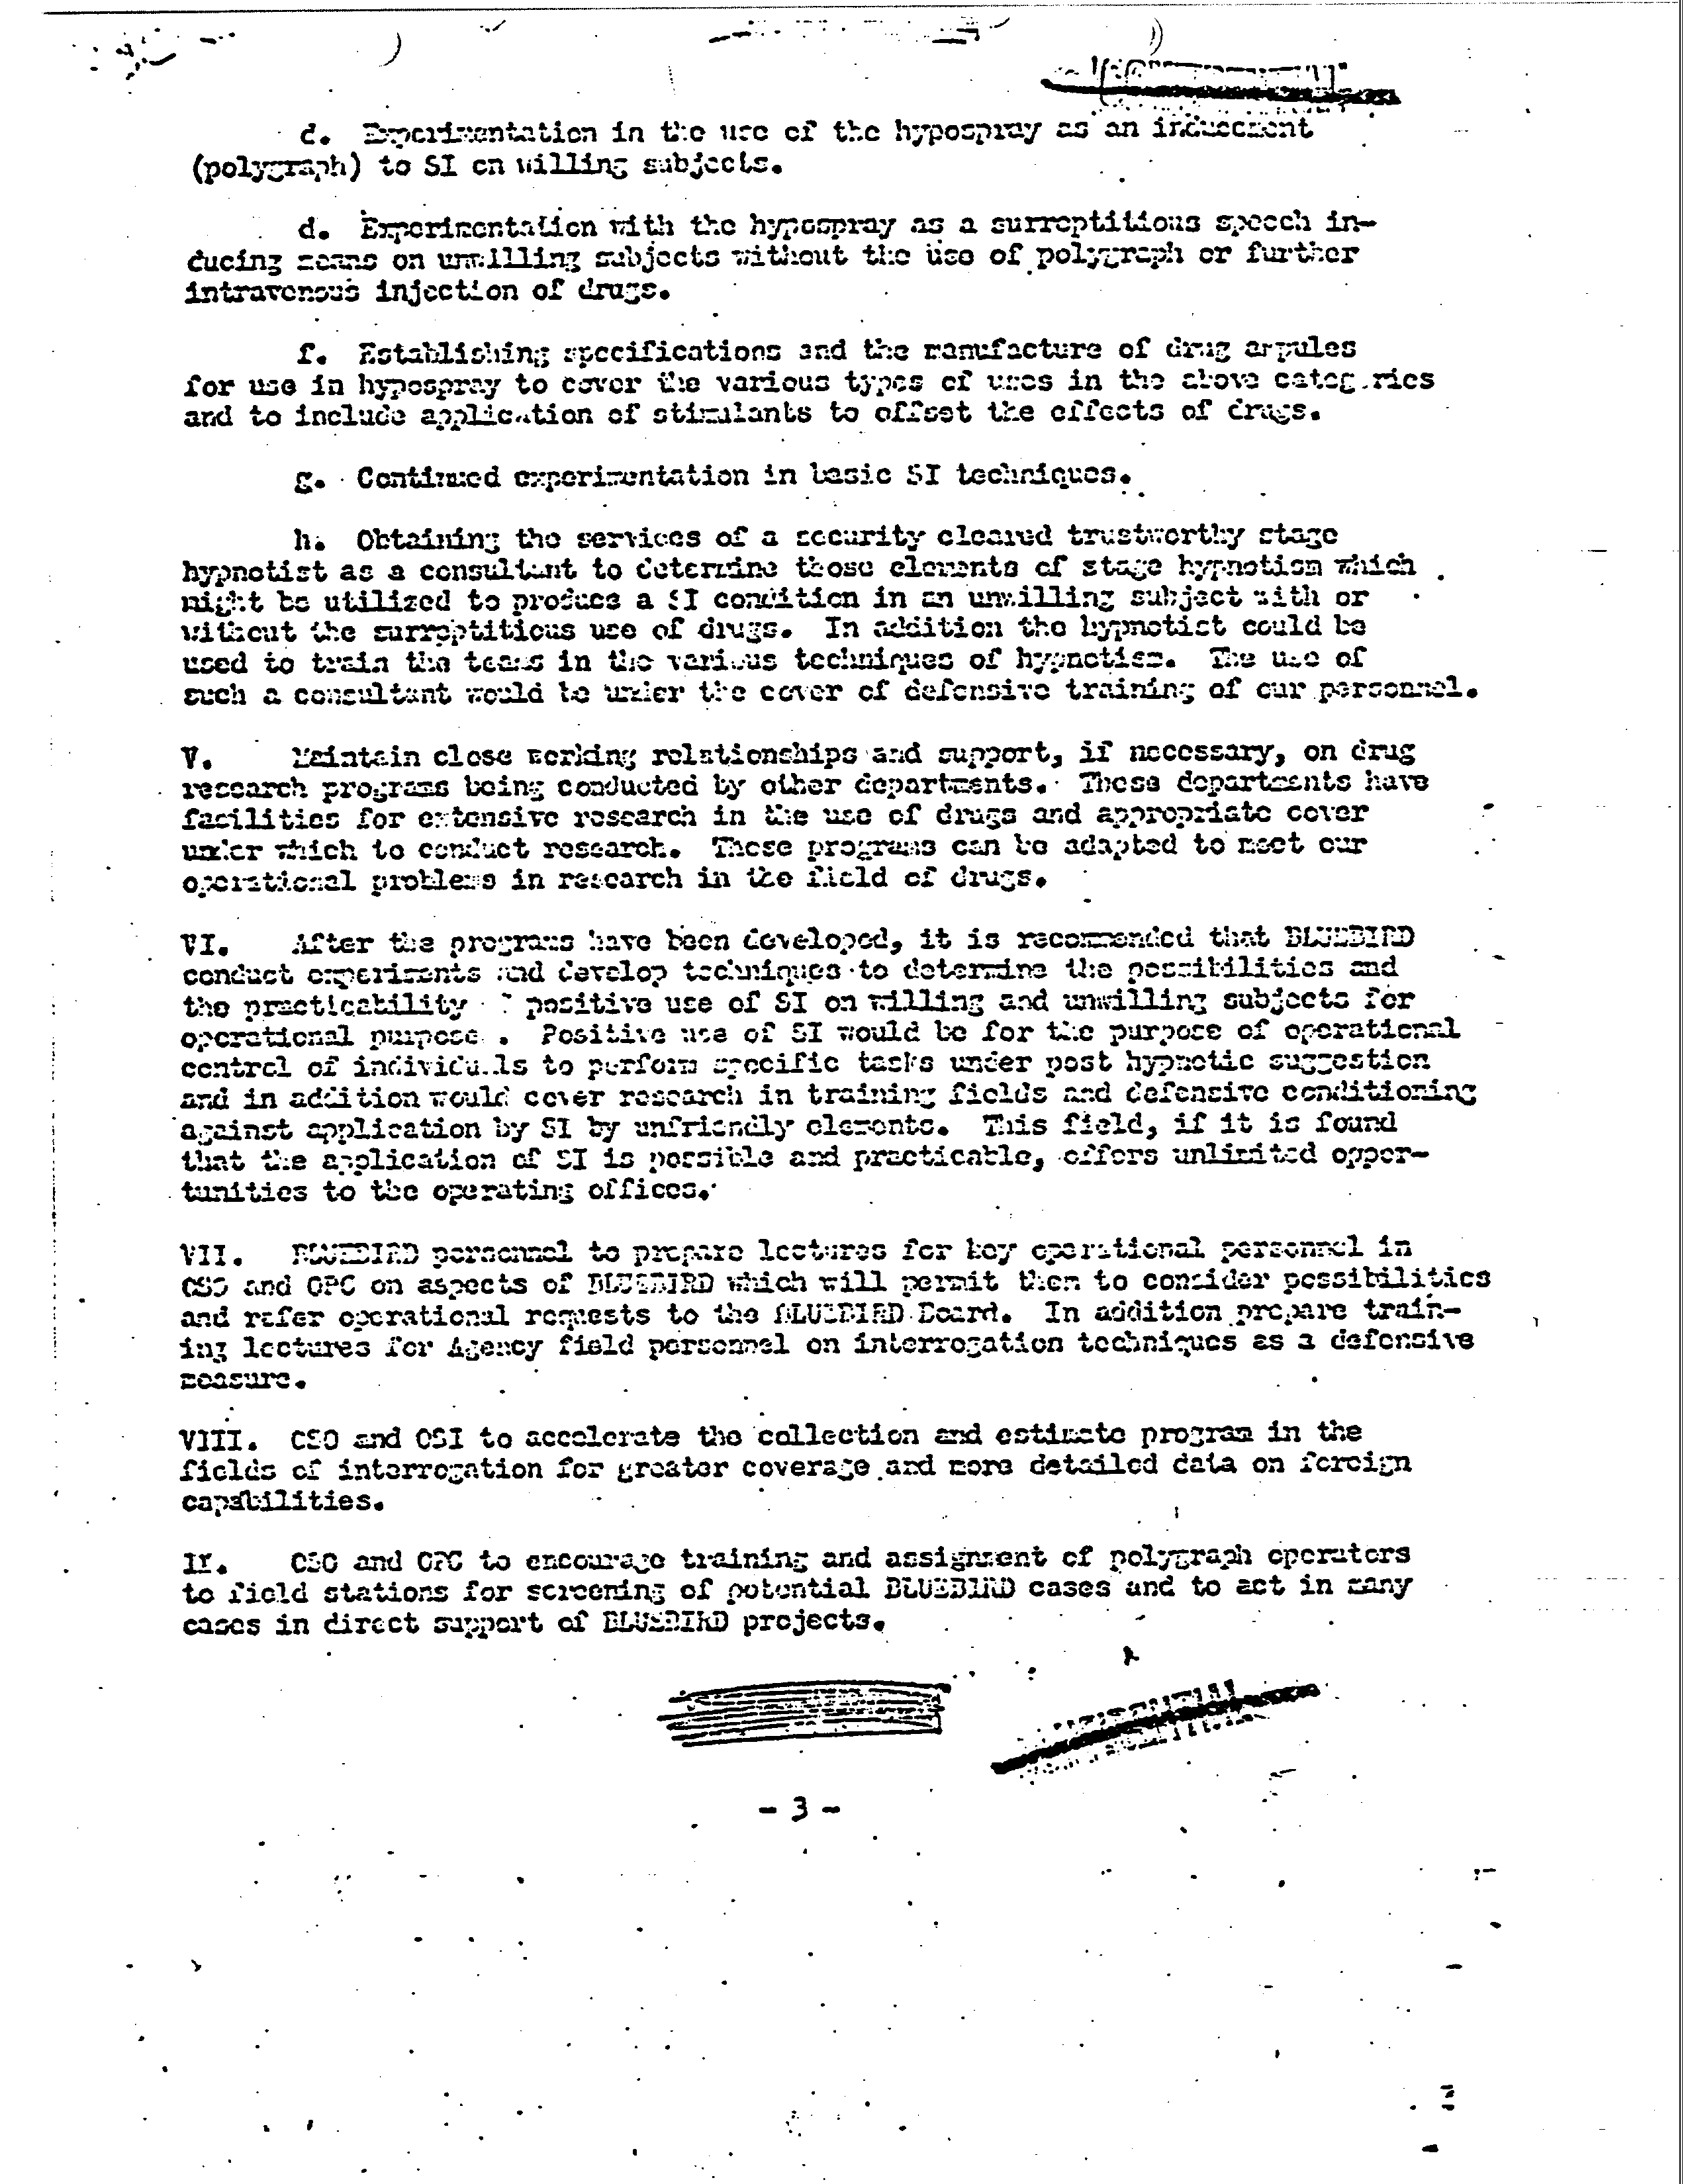 c. Experimentation in the use of the hypospray as an inducement
(polygraph) to SI on willing subjects.
d. Experimentation with the hypospray as a surreptitious speech in-
ducing means on unwilling subjects without the use of polygraph or further
intravenous injection of drugs.
f. Establishing specifications and the manufacture of drug ampules
for use in hypospray to cover the various types of uses in the above categ ries
and to include application of stimulants to offset the effects of drugs.
g. Continued experimentation in basic SI techniques.
h. Obtaining the services of a security cleared trustworthy stage
hypnotist as a consultant to determine those elements of stage hypnotism which
might be utilized to produce a SI condition in an unwilling subject with or
without the surreptitious use of drugs. In addition the hypnotist could be
used to train the teams in the various techniques of hypnotism. The use of
such a consultant would be under the cover of defensive training of our personnel.
V. Maintain close working relationships and support, if necessary, on drug
research programs being conducted by other departments. These departments have
facilities for extensive research in the use of drugs and appropriate cover
under which to conduct research. These programs can be adapted to meet our
operational problems in research in the field of drugs.
VI. After the programs have been developed, it is recommended that BLUEBIRD
conduct experiments and develop techniques to determine the possibilities and
the practicability positive use of SI on willing and unwilling subjects for
operational purpose . Positive use of SI would be for the purpose of operational
control of individuals to perform specific tasks under post hypnotic suggestion
and in addition would cover research in training fields and defensive conditioning
against application by SI by unfriendly elements. This field, if it is found
that the application of SI is possible and practicable, offers unlimited oppor-
tunities to the operating offices.
VII. BLUEBIRD personnel to prepare lectures for key operational personnel in
OSO and OPC on aspects of BLUEBIRD which will permit them to consider possibilities
and refer operational requests to the BLUEBIRD Board. In addition prepare train-
ing lectures for Agency field personnel on interrogation techniques as a defensive
measure.
VIII. OSO and OSI to accelerate the collection and estimate program in the
fields of interrogation for greater coverage and more detailed data on foreign
capabilities.
IX. OSO and OPC to encourage training and assignment of polygraph operators
to field stations for screening of potential BLUEBIRD cases and to act in many
cases in direct support of BLUEBIRD projects.
- 3 -